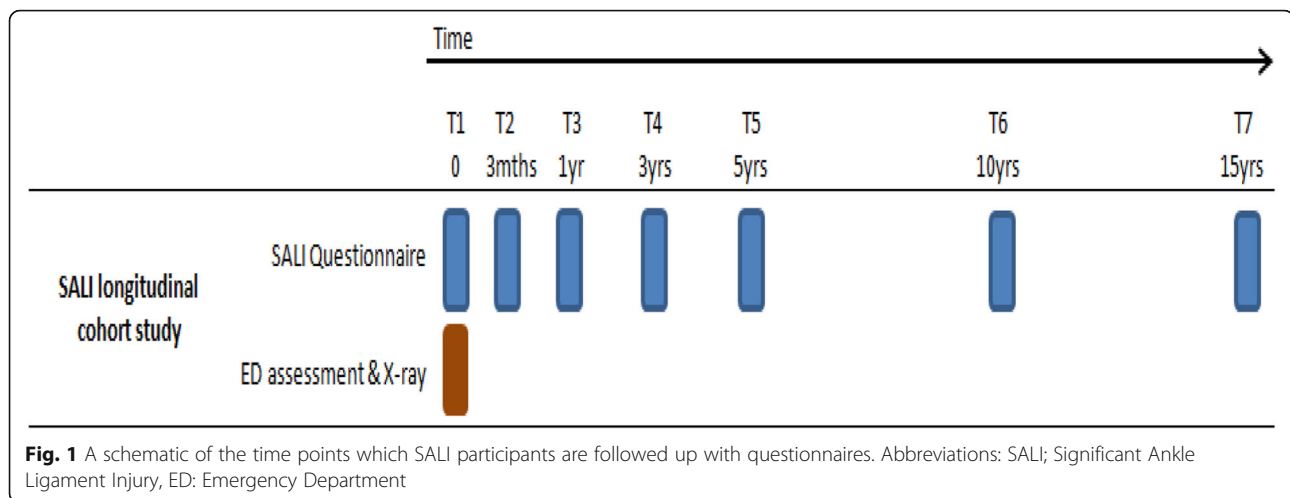 Time
T1 T2 T3 T4 T5 T6 T7
0 3mths 1yr 3yrs 5yrs 10yrs 15yrs
SALI Questionnaire
SALI longitudinal
cohort study
ED assessment & X-ray
Fig. 1 A schematic of the time points which SALI participants are followed up with questionnaires. Abbreviations: SALI; Significant Ankle
Ligament Injury, ED: Emergency Department